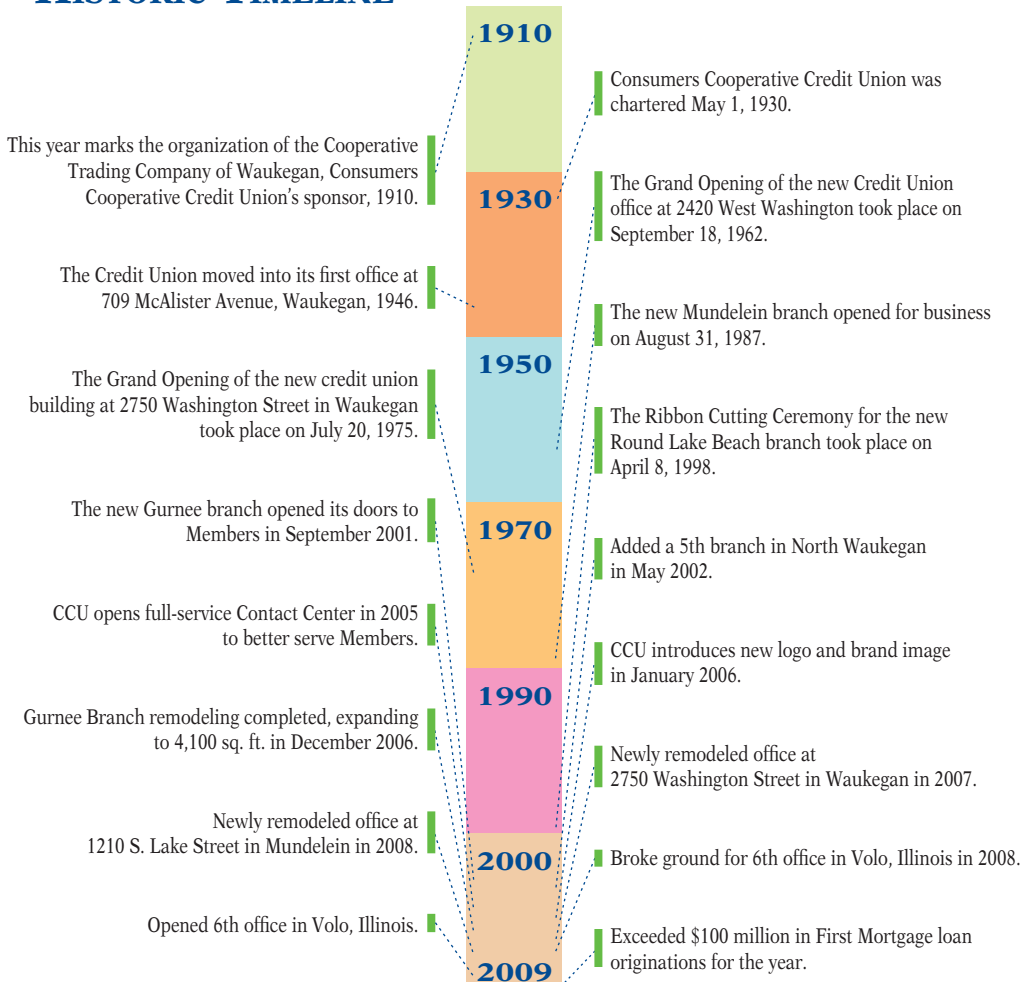 HISTORIC TIMELINE
1910
Consumers Cooperative Credit Union was
chartered May 1, 1930.
This year marks the organization of the Cooperative
Trading Company of Waukegan, Consumers
Cooperative Credit Union's sponsor, 1910.
1930
The Grand Opening of the new Credit Union
office at 2420 West Washington took place on
September 18, 1962.
The Credit Union moved into its first office at
709 McAlister Avenue, Waukegan, 1946.
The new Mundelein branch opened for business
on August 31, 1987.
1950
The Grand Opening of the new credit union
building at 2750 Washington Street in Waukegan
took place on July 20, 1975.
The Ribbon Cutting Ceremony for the new
Round Lake Beach branch took place on
April 8, 1998.
The new Gurnee branch opened its doors to
Members in September 2001.
1970
Added a 5th branch in North Waukegan
in May 2002.
CCU opens full-service Contact Center in 2005
to better serve Members.
CCU introduces new logo and brand image
in January 2006.
1990
Gurnee Branch remodeling completed, expanding
to 4,100 sq. ft. in December 2006.
Newly remodeled office at
2750 Washington Street in Waukegan in 2007.
Newly remodeled office at
1210 S. Lake Street in Mundelein in 2008.
2000
Broke ground for 6th office in Volo, Illinois in 2008.
Opened 6th office in Volo, Illinois.
Exceeded $100 million in First Mortgage loan
originations for the year.
2009